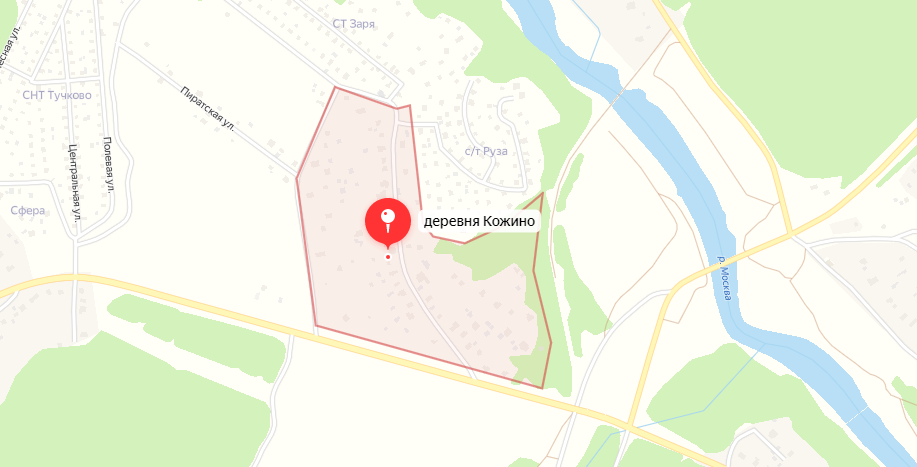 СТ Заря
СНТ Тучково
Пиратская ул.
Полевая ул.
Центральная ул.
с/т Руза
Сфера
деревня Кожино
р. Москва